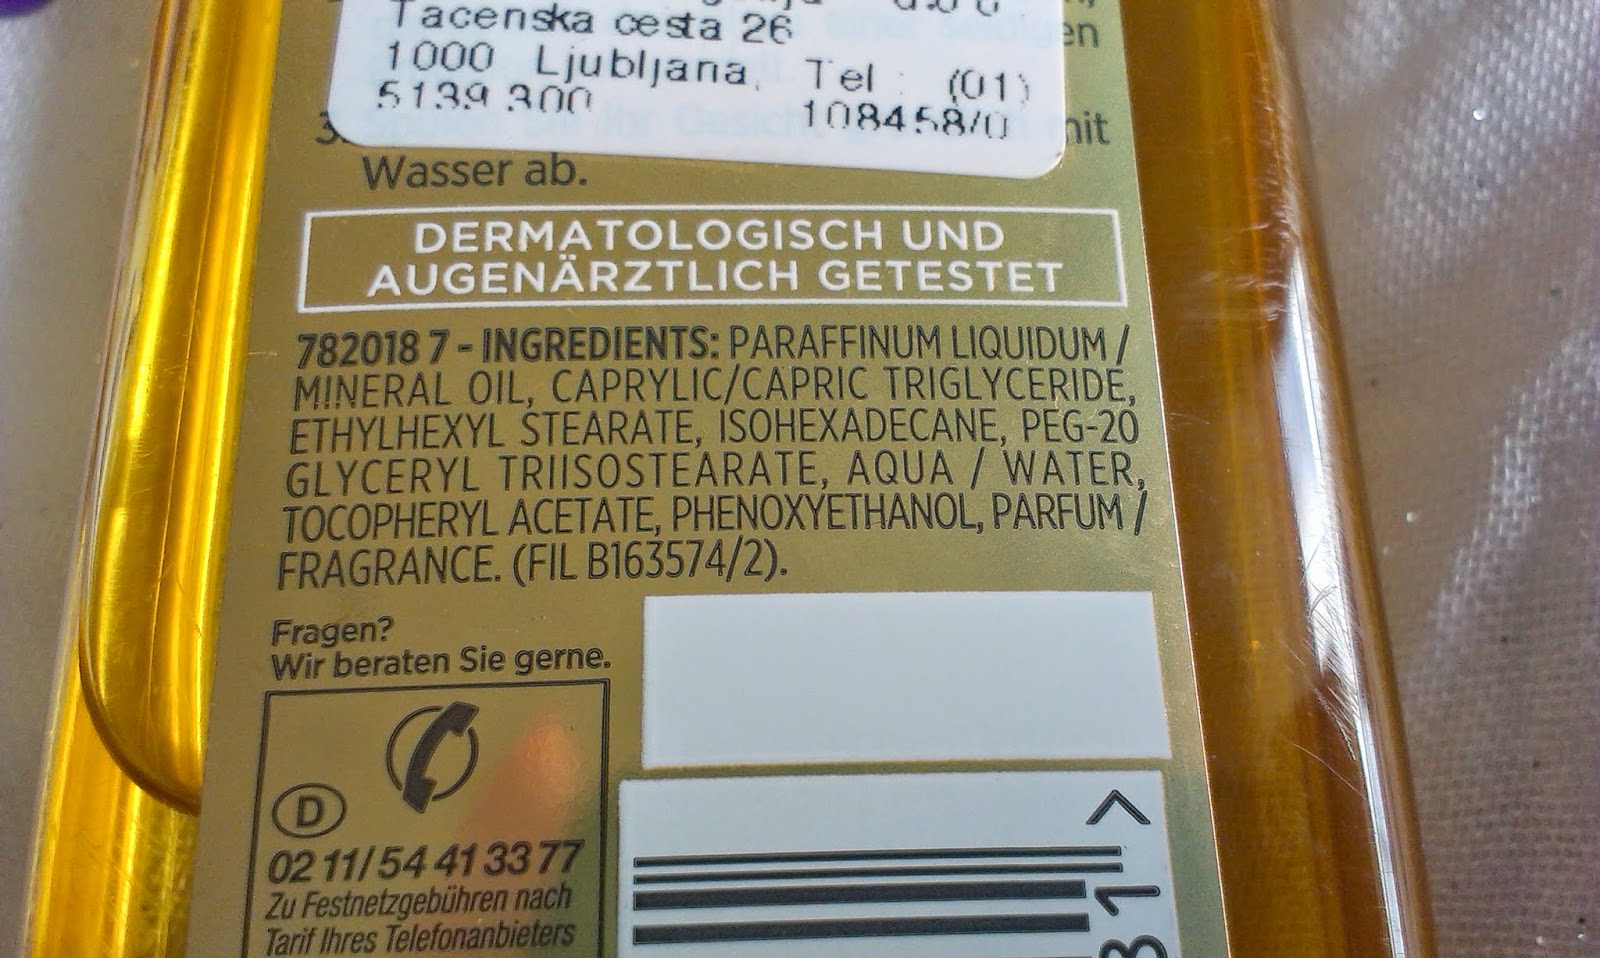 Tacenska cesta 26
1000 Ljubljana, Tel : (01)
5139 300 108458/0
3. mit
Wasser ab.
DERMATOLOGISCH UND
AUGENÄRZTLICH GETESTET
782018 7 - INGREDIENTS: PARAFFINUM LIQUIDUM /
MINERAL OIL, CAPRYLIC/CAPRIC TRIGLYCERIDE,
ETHYLHEXYL STEARATE, ISOHEXADECANE, PEG-20
GLYCERYL TRIISOSTEARATE, AQUA / WATER,
TOCOPHERYL ACETATE, PHENOXYETHANOL, PARFUM /
FRAGRANCE. (FIL B163574/2).
Fragen?
Wir beraten Sie gerne.
D
02 11/54 41 33 77
Zu Festnetzgebühren nach
Tarif Ihres Telefonanbieters
31 >